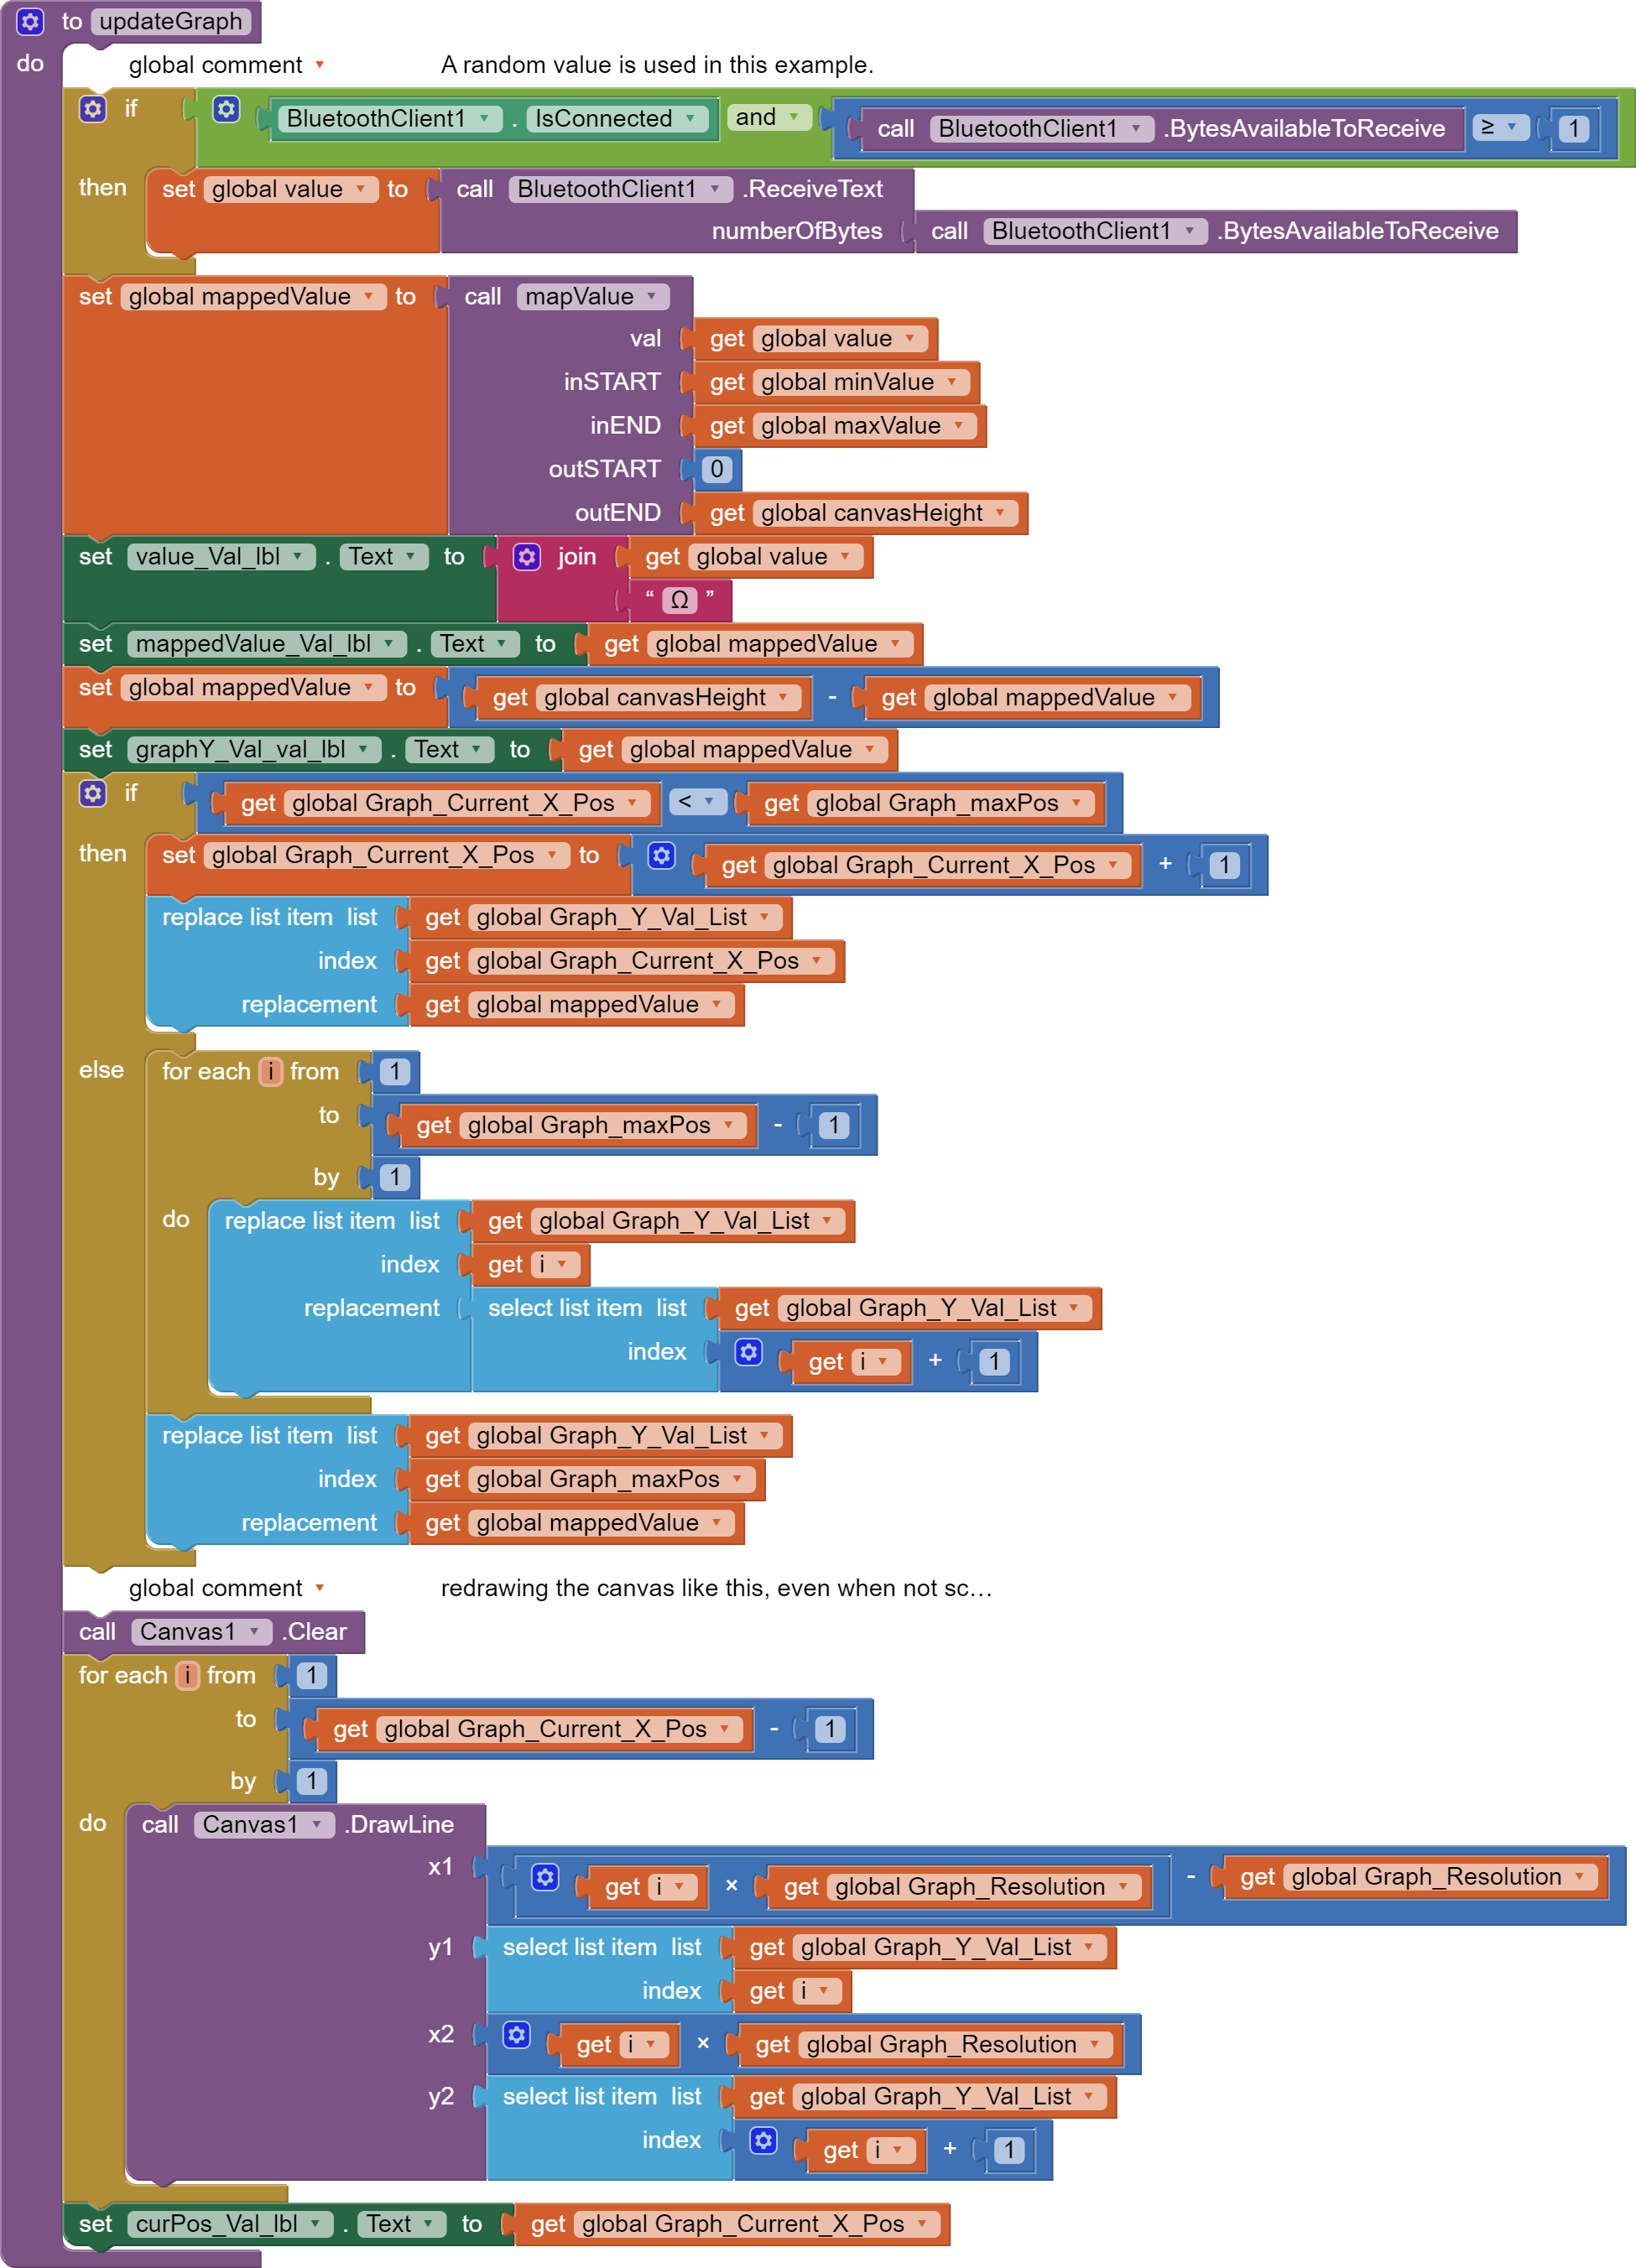 to updateGraph
do
global comment A random value is used in this example.
if BluetoothClient1 . IsConnected and call BluetoothClient1 .BytesAvailableToReceive ≥ 1
then set global value to call BluetoothClient1 .ReceiveText
numberOfBytes call BluetoothClient1 .BytesAvailableToReceive
set global mappedValue to call mapValue
val get global value
inSTART get global minValue
inEND get global maxValue
outSTART 0
outEND get global canvasHeight
set value_Val_lbl . Text to join get global value
“ Ω ”
set mappedValue_Val_lbl . Text to get global mappedValue
set global mappedValue to get global canvasHeight - get global mappedValue
set graphY_Val_val_lbl . Text to get global mappedValue
if get global Graph_Current_X_Pos < get global Graph_maxPos
then set global Graph_Current_X_Pos to get global Graph_Current_X_Pos + 1
replace list item list get global Graph_Y_Val_List
index get global Graph_Current_X_Pos
replacement get global mappedValue
else for each i from 1
to get global Graph_maxPos - 1
by 1
do replace list item list get global Graph_Y_Val_List
index get i
replacement select list item list get global Graph_Y_Val_List
index get i + 1
replace list item list get global Graph_Y_Val_List
index get global Graph_maxPos
replacement get global mappedValue
global comment redrawing the canvas like this, even when not sc…
call Canvas1 .Clear
for each i from 1
to get global Graph_Current_X_Pos - 1
by 1
do call Canvas1 .DrawLine
x1 get i × get global Graph_Resolution - get global Graph_Resolution
y1 select list item list get global Graph_Y_Val_List
index get i
x2 get i × get global Graph_Resolution
y2 select list item list get global Graph_Y_Val_List
index get i + 1
set curPos_Val_lbl . Text to get global Graph_Current_X_Pos